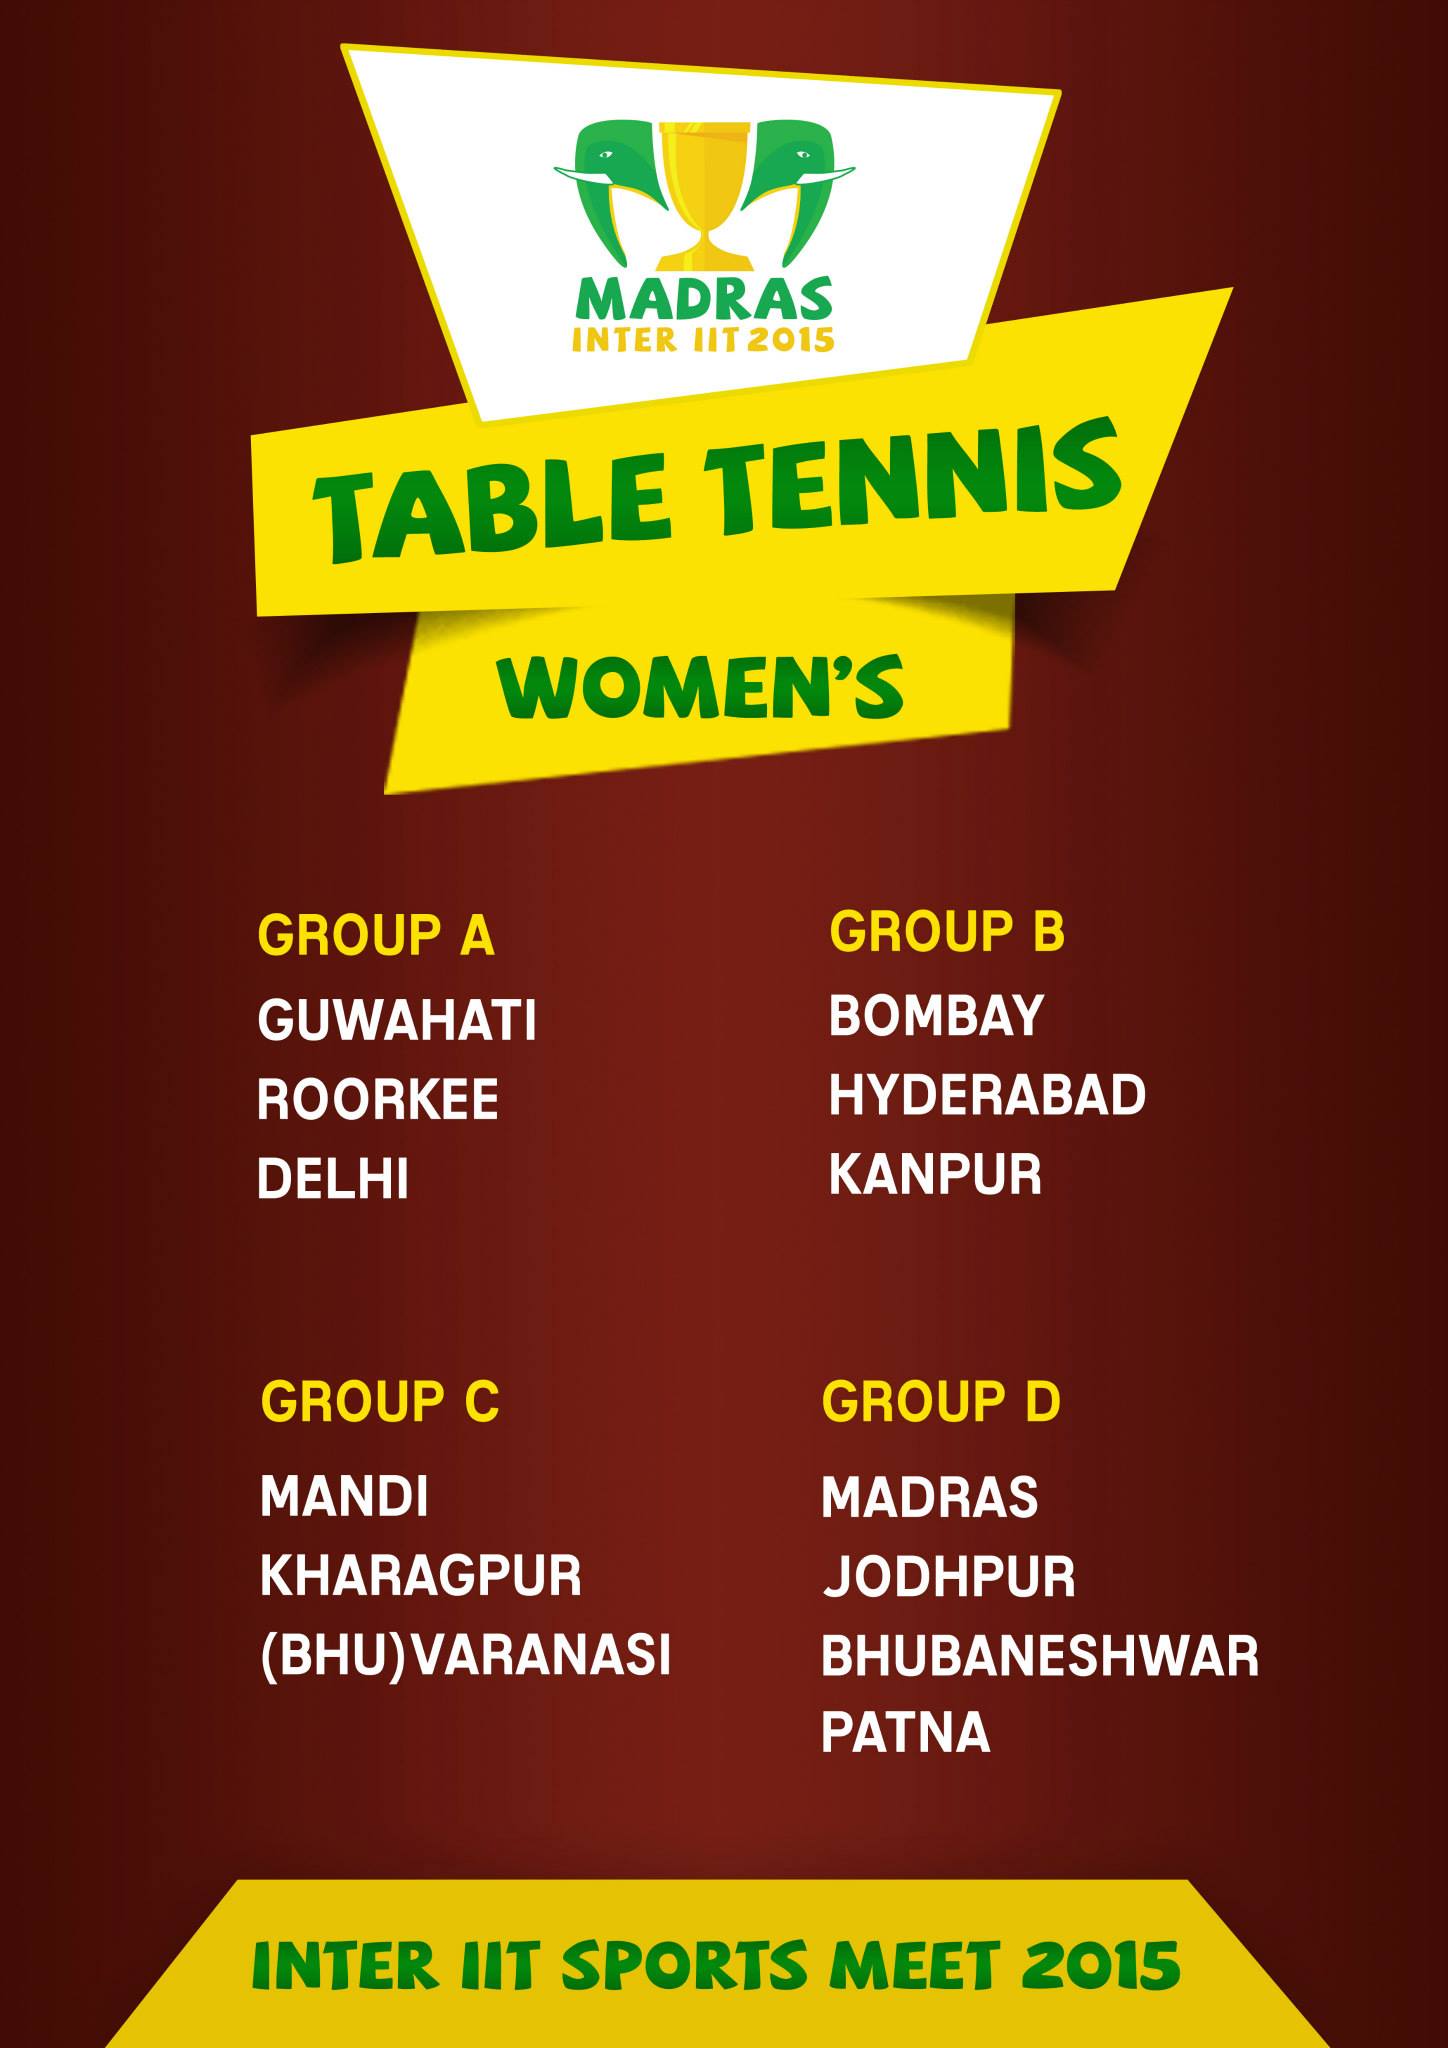 MADRAS
INTER IIT 2015
TABLE TENNIS
WOMEN'S
GROUP A
GUWAHATI
ROORKEE
DELHI
GROUP B
BOMBAY
HYDERABAD
KANPUR
GROUP C
MANDI
KHARAGPUR
(BHU)VARANASI
GROUP D
MADRAS
JODHPUR
BHUBANESHWAR
PATNA
INTER IIT SPORTS MEET 2015